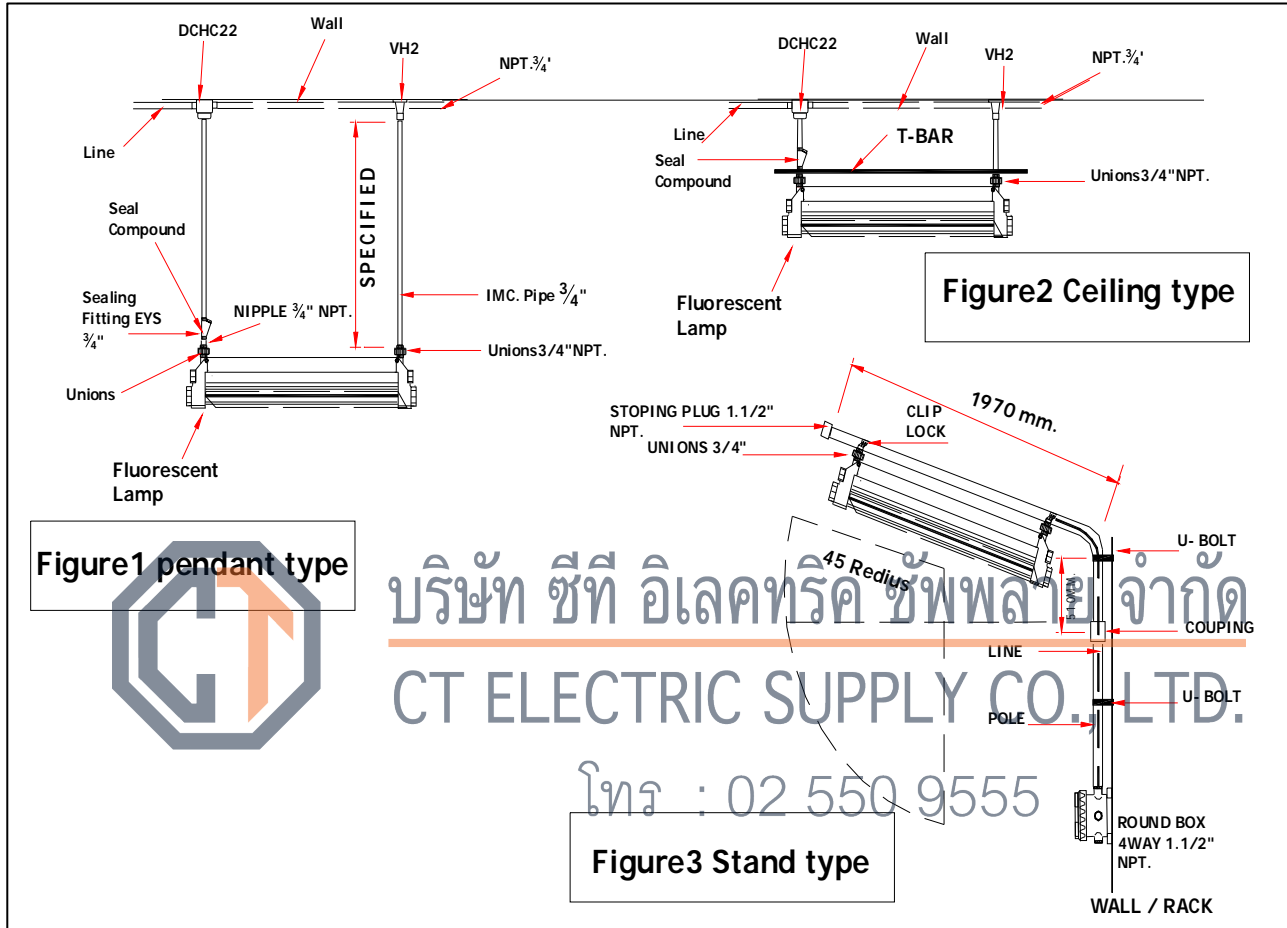 DCHC22
Wall
VH2
NPT.¾'
Line
Seal
Compound
SPECIFIED
Sealing
Fitting EYS
¾"
NIPPLE ¾" NPT.
IMC. Pipe ¾"
Unions3/4"NPT.
Unions
Fluorescent
Lamp
Figure1 pendant type
DCHC22
Wall
VH2
NPT.¾'
Line
Seal
Compound
T-BAR
Unions3/4"NPT.
Fluorescent
Lamp
Figure2 Ceiling type
STOPING PLUG 1.1/2"
NPT.
UNIONS 3/4"
CLIP
LOCK
1970 mm.
45 Redius
U- BOLT
510MM.
COUPING
LINE
U- BOLT
POLE
ROUND BOX
4WAY 1.1/2"
NPT.
WALL / RACK
Figure3 Stand type
CT
บริษัท ซีที อิเลคทริค ซัพพลาย จำกัด
CT ELECTRIC SUPPLY CO., LTD.
โทร : 02 550 9555